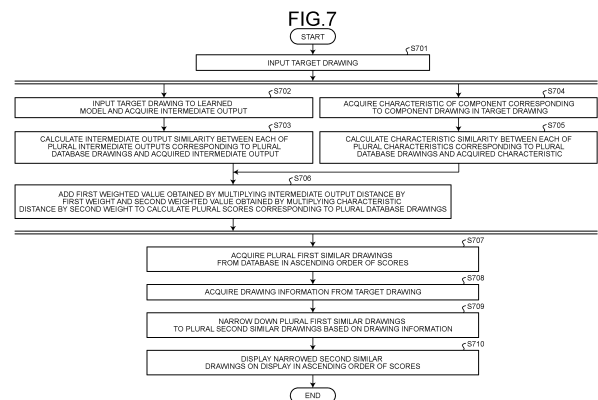 FIG.7
START
S701
INPUT TARGET DRAWING
S702
INPUT TARGET DRAWING TO LEARNED
MODEL AND ACQUIRE INTERMEDIATE OUTPUT
S704
ACQUIRE CHARACTERISTIC OF COMPONENT CORRESPONDING
TO COMPONENT DRAWING IN TARGET DRAWING
S703
CALCULATE INTERMEDIATE OUTPUT SIMILARITY BETWEEN EACH OF
PLURAL INTERMEDIATE OUTPUTS CORRESPONDING TO PLURAL
DATABASE DRAWINGS AND ACQUIRED INTERMEDIATE OUTPUT
S705
CALCULATE CHARACTERISTIC SIMILARITY BETWEEN EACH OF
PLURAL CHARACTERISTICS CORRESPONDING TO PLURAL
DATABASE DRAWINGS AND ACQUIRED CHARACTERISTIC
S706
ADD FIRST WEIGHTED VALUE OBTAINED BY MULTIPLYING INTERMEDIATE OUTPUT DISTANCE BY
FIRST WEIGHT AND SECOND WEIGHTED VALUE OBTAINED BY MULTIPLYING CHARACTERISTIC
DISTANCE BY SECOND WEIGHT TO CALCULATE PLURAL SCORES CORRESPONDING TO PLURAL DATABASE DRAWINGS
S707
ACQUIRE PLURAL FIRST SIMILAR DRAWINGS
FROM DATABASE IN ASCENDING ORDER OF SCORES
S708
ACQUIRE DRAWING INFORMATION FROM TARGET DRAWING
S709
NARROW DOWN PLURAL FIRST SIMILAR DRAWINGS
TO PLURAL SECOND SIMILAR DRAWINGS BASED ON DRAWING INFORMATION
S710
DISPLAY NARROWED SECOND SIMILAR
DRAWINGS ON DISPLAY IN ASCENDING ORDER OF SCORES
END